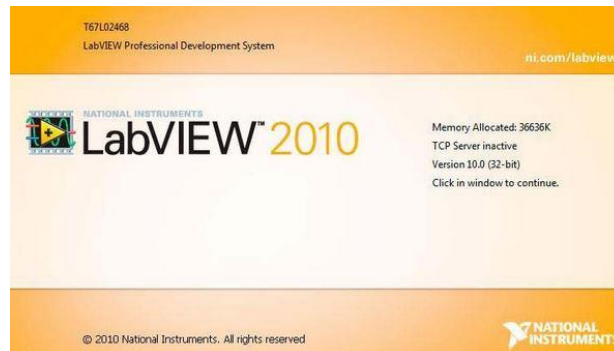 T67L02468
LabVIEW Professional Development System
ni.com/labview
NATIONAL INSTRUMENTS
LabVIEW™ 2010
Memory Allocated: 36636K
TCP Server inactive
Version 10.0 (32-bit)
Click in window to continue.
© 2010 National Instruments. All rights reserved
NATIONAL
INSTRUMENTS